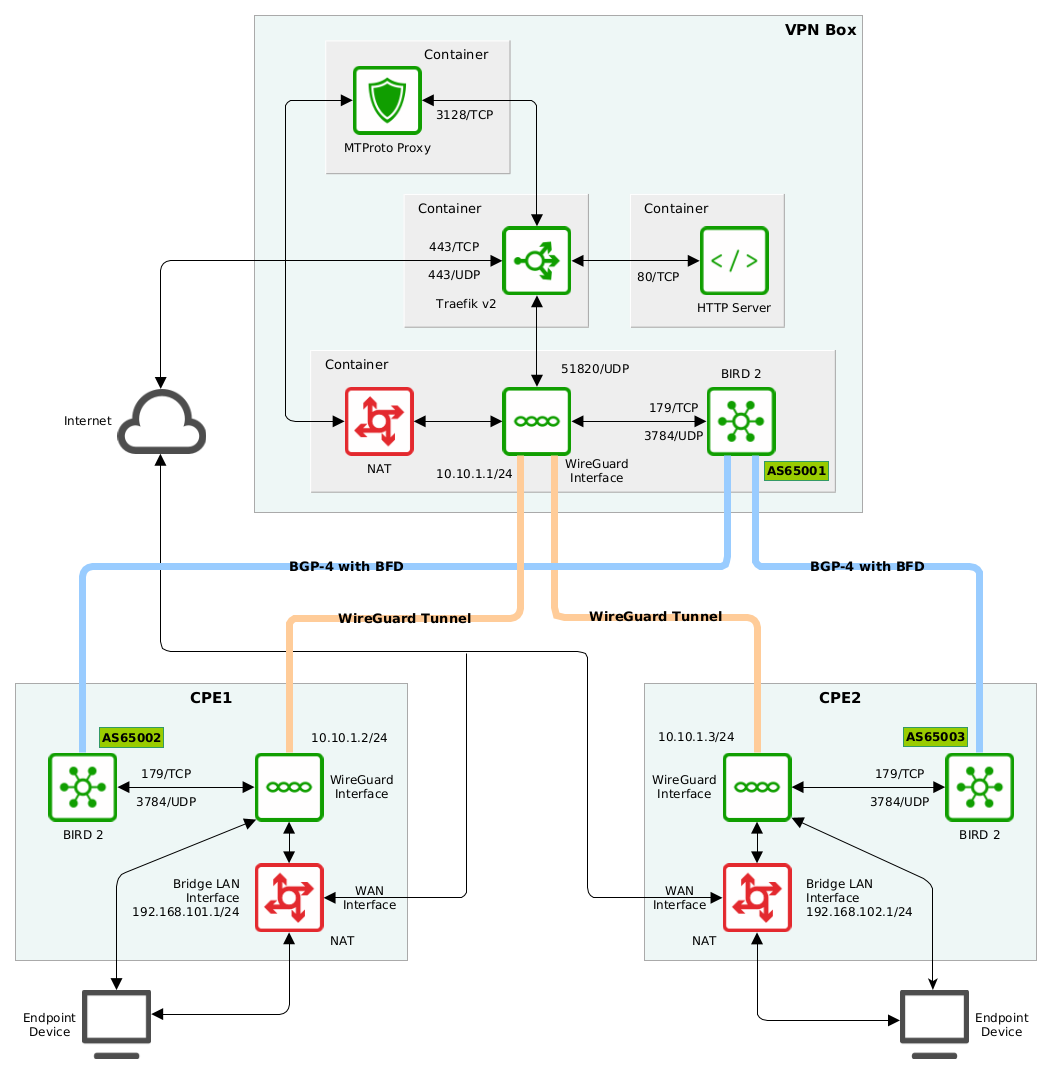 VPN Box
Container
3128/TCP
MTProto Proxy
Container
443/TCP
443/UDP
Traefik v2
Container
80/TCP
HTTP Server
Container
51820/UDP
BIRD 2
179/TCP
3784/UDP
NAT
10.10.1.1/24
WireGuard
Interface
AS65001
Internet
BGP-4 with BFD
BGP-4 with BFD
WireGuard Tunnel
WireGuard Tunnel
CPE1
AS65002
10.10.1.2/24
179/TCP
3784/UDP
WireGuard
Interface
BIRD 2
Bridge LAN
Interface
192.168.101.1/24
WAN
Interface
NAT
Endpoint
Device
CPE2
10.10.1.3/24
AS65003
WireGuard
Interface
179/TCP
3784/UDP
BIRD 2
WAN
Interface
Bridge LAN
Interface
192.168.102.1/24
NAT
Endpoint
Device